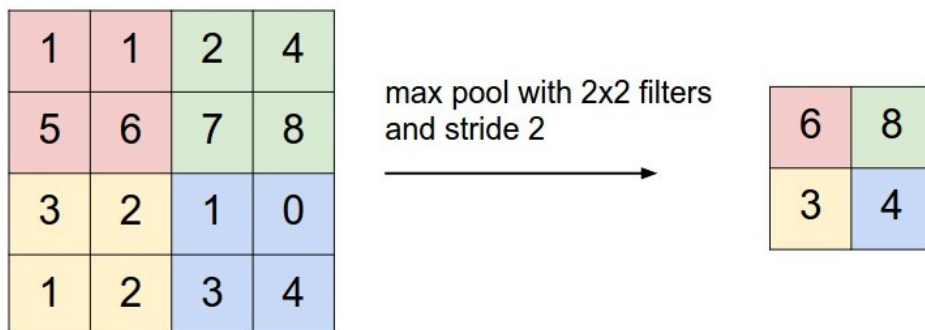 1 1 2 4
5 6 7 8
3 2 1 0
1 2 3 4
max pool with 2x2 filters
and stride 2
6 8
3 4